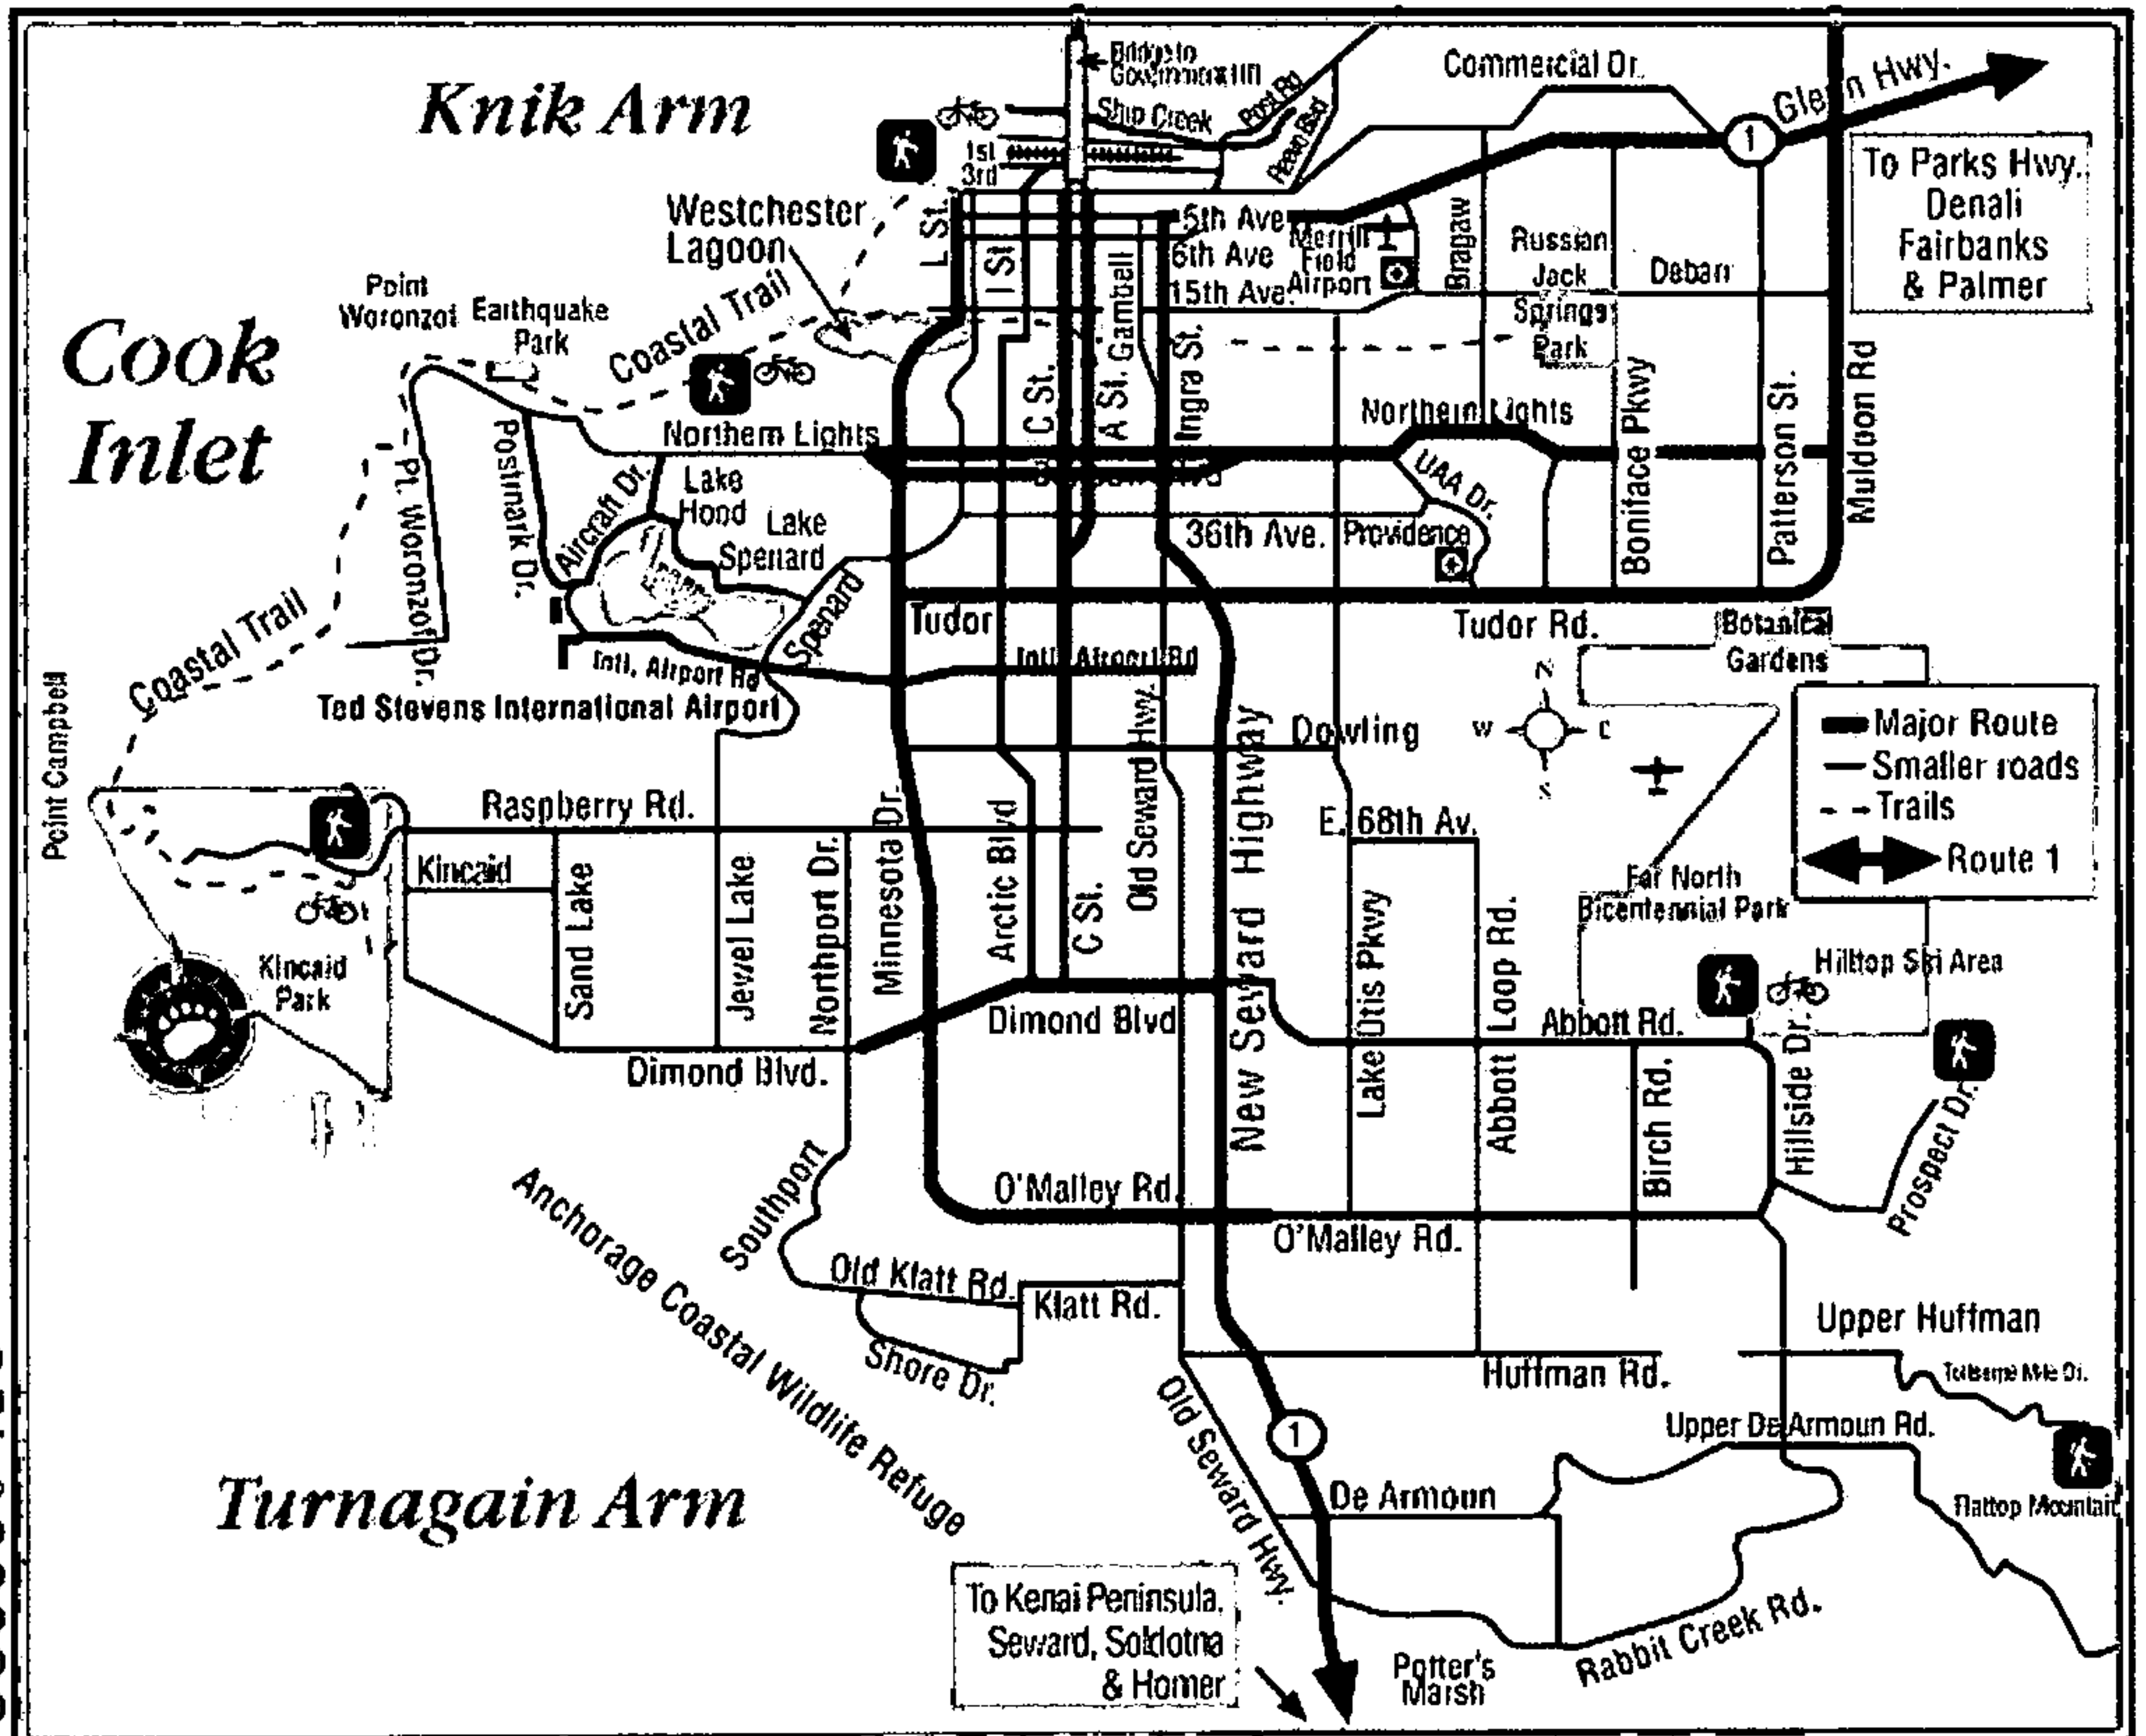 Bridge to
Government Hill
Commercial Dr.
Glenn Hwy.
Knik Arm
Ship Creek
Post Rd
Reeve Blvd
1
1st
3rd
To Parks Hwy.
Denali
Fairbanks
& Palmer
Westchester
Lagoon
L St.
I St
5th Ave
6th Ave
15th Ave.
Merrill
Field
Airport
Bragaw
Russian
Jack
Springs
Park
Debarr
Point
Woronzof
Earthquake
Park
Coastal Trail
Gambell
Cook
Inlet
C St.
A St.
Ingra St.
Northern Lights
Northern Lights
Boniface Pkwy
Patterson St.
Muldoon Rd
Pt. Woronzof Dr.
Postmark Dr.
Aircraft Dr.
Lake
Hood
Lake
Spenard
UAA Dr.
36th Ave.
Providence
Coastal Trail
Spenard
Tudor
Tudor Rd.
Botanical
Gardens
Intl. Airport Rd
Intl. Airport Rd
Ted Stevens International Airport
N
W
E
S
Dowling
Major Route
Smaller roads
Trails
Route 1
Point Campbell
Raspberry Rd.
E. 68th Av.
Kincaid
Sand Lake
Jewel Lake
Northport Dr.
Minnesota Dr.
Arctic Blvd
C St.
Old Seward Hwy.
New Seward Highway
Lake Otis Pkwy
Abbott Loop Rd.
Far North
Bicentennial Park
Kincaid
Park
Hilltop Ski Area
Dimond Blvd
Abbott Rd.
Dimond Blvd.
Birch Rd.
Hillside Dr.
Prospect Dr.
Southport
O'Malley Rd.
O'Malley Rd.
Anchorage Coastal Wildlife Refuge
Old Klatt Rd.
Klatt Rd.
Shore Dr.
Upper Huffman
Huffman Rd.
Old Seward Hwy.
1
Upper De Armoun Rd.
Turnagain Arm
De Armoun
Flattop Mountain
To Kenai Peninsula,
Seward, Soldotna
& Homer
Potter's
Marsh
Rabbit Creek Rd.